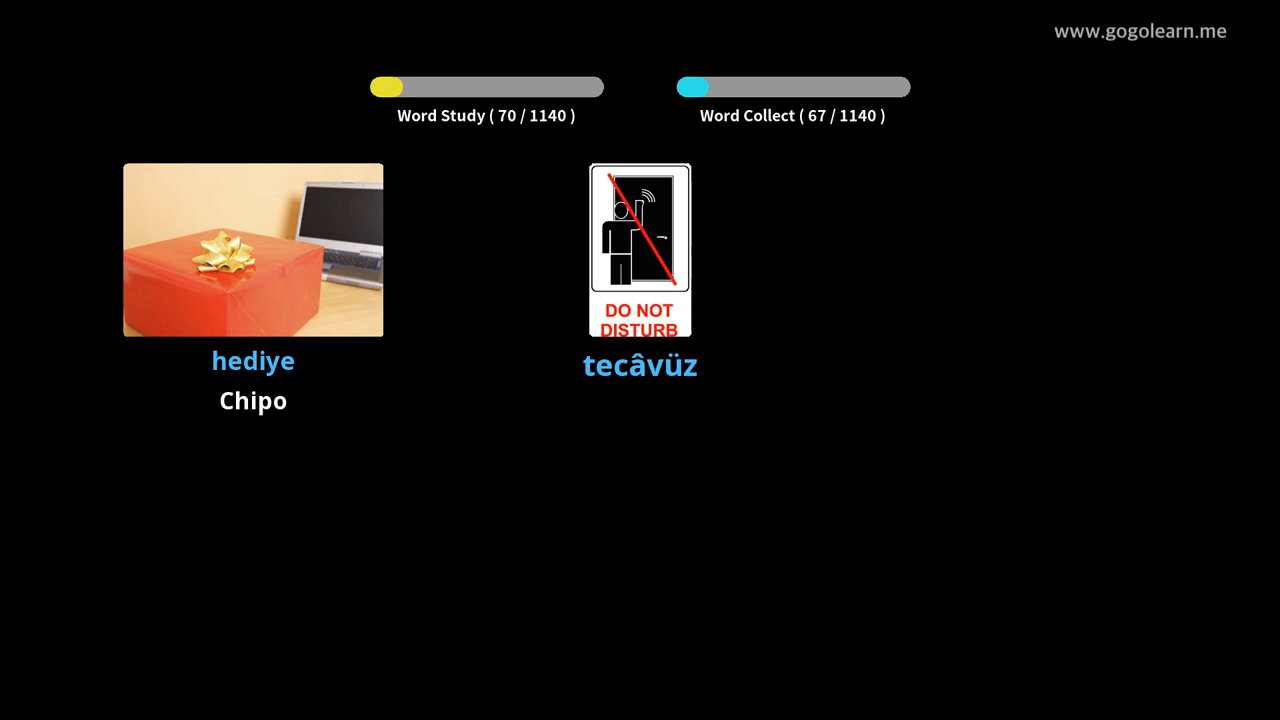 www.gogolearn.me
Word Study ( 70 / 1140 )
Word Collect ( 67 / 1140 )
DO NOT
DISTURB
hediye
tecâvüz
Chipo